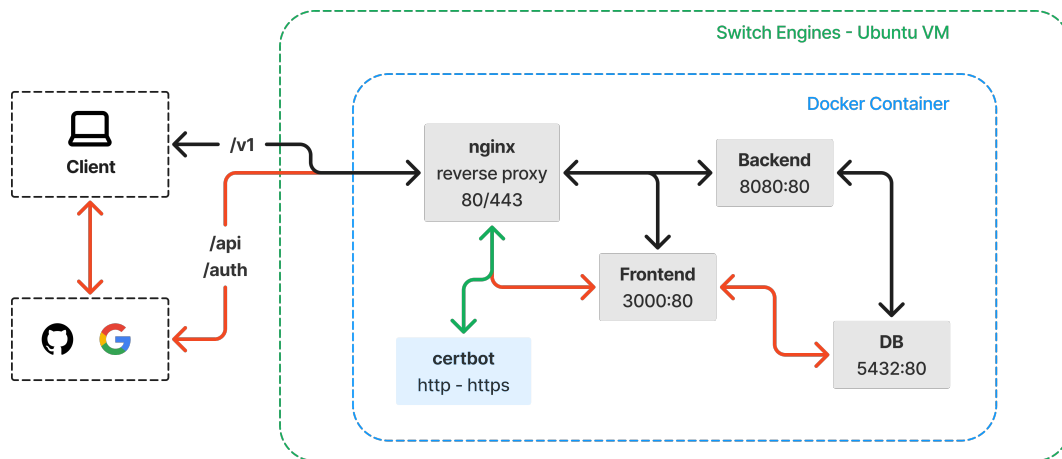 Switch Engines - Ubuntu VM
Docker Container
Client
/v1
nginx
reverse proxy
80/443
Backend
8080:80
/api
/auth
Frontend
3000:80
certbot
http - https
DB
5432:80